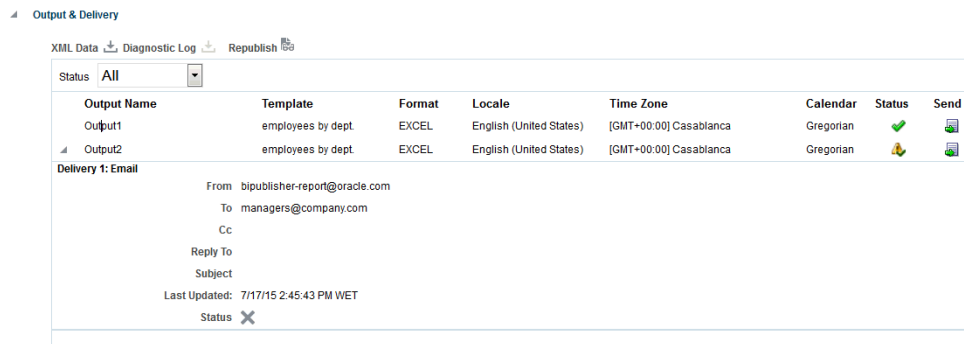 Output & Delivery
XML Data Diagnostic Log Republish
Status All
Output Name Template Format Locale Time Zone Calendar Status Send
Output1 employees by dept. EXCEL English (United States) [GMT+00:00] Casablanca Gregorian
Output2 employees by dept. EXCEL English (United States) [GMT+00:00] Casablanca Gregorian
Delivery 1: Email
From bipublisher-report@oracle.com
To managers@company.com
Cc
Reply To
Subject
Last Updated: 7/17/15 2:45:43 PM WET
Status